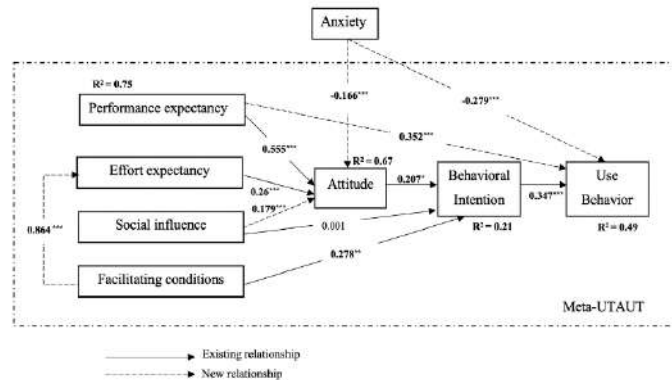 Anxiety
R² = 0.75
-0.166***
-0.279***
Performance expectancy
0.352***
0.555***
R² = 0.67
Effort expectancy
Attitude
0.207*
Behavioral
Intention
Use
Behavior
0.26***
0.179***
0.347***
0.864***
Social influence
0.001
R² = 0.21
R² = 0.49
0.278**
Facilitating conditions
Meta-UTAUT
Existing relationship
New relationship